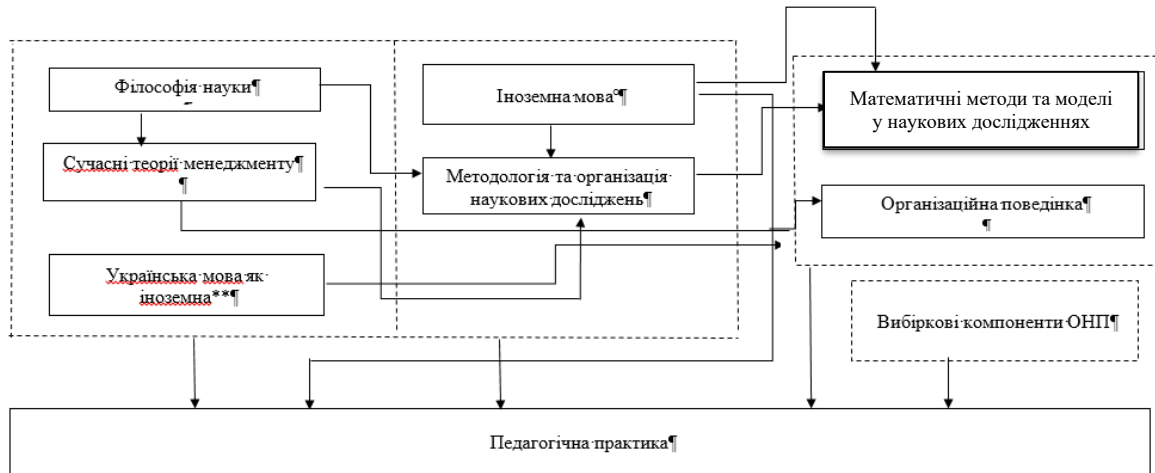 Філософія·науки¶
¶
Сучасні·теорії·менеджменту¶
¶
Українська·мова·як·
іноземна**¶
Іноземна·мова°¶
Методологія·та·організація·
наукових·досліджень¶
Математичні методи та моделі
у наукових дослідженнях
Організаційна·поведінка¶
¶
Вибіркові·компоненти·ОНП¶
Педагогічна·практика¶